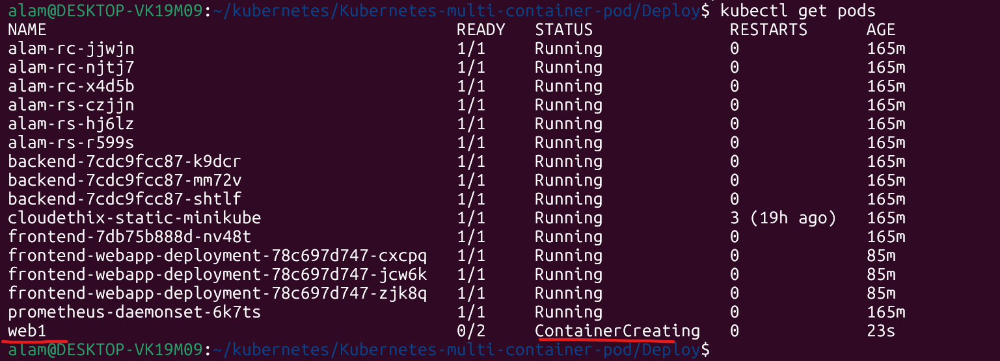 alam@DESKTOP-VK19M09:~/kubernetes/Kubernetes-multi-container-pod/Deploy$ kubectl get pods
NAME READY STATUS RESTARTS AGE
alam-rc-jjwjn 1/1 Running 0 165m
alam-rc-njtj7 1/1 Running 0 165m
alam-rc-x4d5b 1/1 Running 0 165m
alam-rs-czjjn 1/1 Running 0 165m
alam-rs-hj6lz 1/1 Running 0 165m
alam-rs-r599s 1/1 Running 0 165m
backend-7cdc9fcc87-k9dcr 1/1 Running 0 165m
backend-7cdc9fcc87-mm72v 1/1 Running 0 165m
backend-7cdc9fcc87-shtlf 1/1 Running 0 165m
cloudethix-static-minikube 1/1 Running 3 (19h ago) 165m
frontend-7db75b888d-nv48t 1/1 Running 0 165m
frontend-webapp-deployment-78c697d747-cxcpq 1/1 Running 0 85m
frontend-webapp-deployment-78c697d747-jcw6k 1/1 Running 0 85m
frontend-webapp-deployment-78c697d747-zjk8q 1/1 Running 0 85m
prometheus-daemonset-6k7ts 1/1 Running 0 165m
web1 0/2 ContainerCreating 0 23s
alam@DESKTOP-VK19M09:~/kubernetes/Kubernetes-multi-container-pod/Deploy$